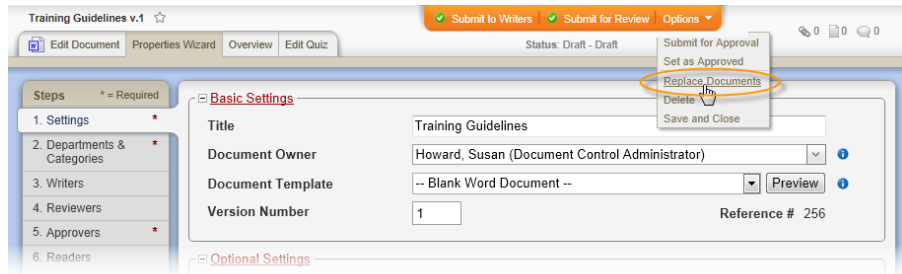 Training Guidelines v.1
Submit to Writers Submit for Review Options
0 0 0
Edit Document Properties Wizard Overview Edit Quiz
Status: Draft - Draft
Submit for Approval
Set as Approved
Replace Documents
Delete
Save and Close
Steps * = Required
1. Settings *
2. Departments & *
Categories
3. Writers
4. Reviewers
5. Approvers *
6. Readers
Basic Settings
Title Training Guidelines
Document Owner Howard, Susan (Document Control Administrator)
Document Template -- Blank Word Document -- Preview
Version Number 1 Reference # 256
Optional Settings